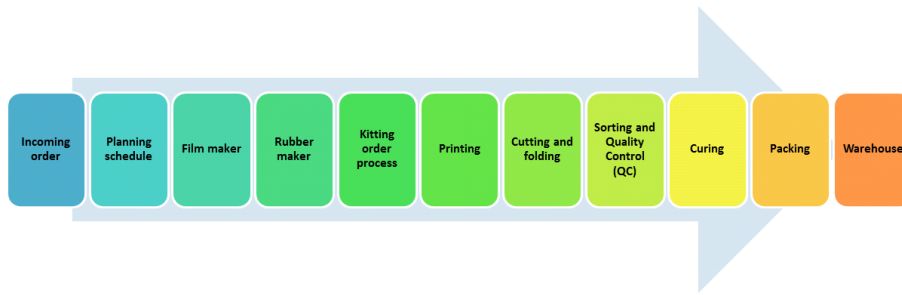 Incoming
order
Planning
schedule
Film maker
Rubber
maker
Kitting
order
process
Printing
Cutting and
folding
Sorting and
Quality
Control
(QC)
Curing
Packing
Warehouse